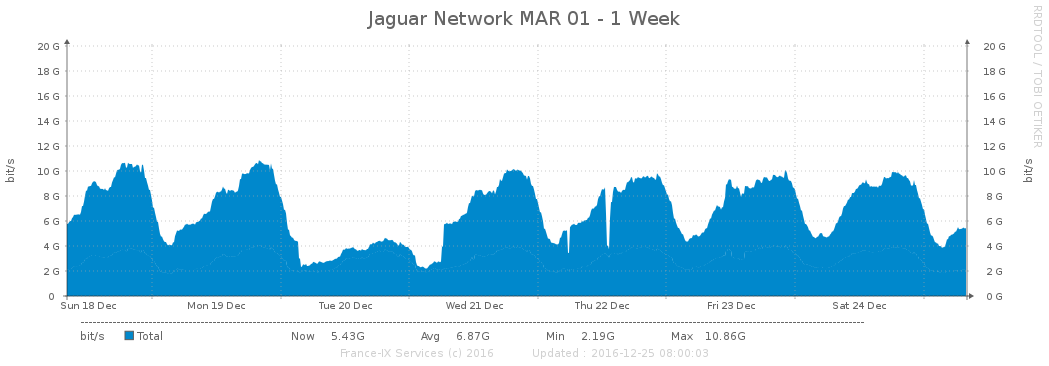 Jaguar Network MAR 01 - 1 Week
RRDTOOL / TOBI OETIKER
bit/s
20 G 20 G
18 G 18 G
16 G 16 G
14 G 14 G
12 G 12 G
10 G 10 G
8 G 8 G
6 G 6 G
4 G 4 G
2 G 2 G
0 0 G
bit/s
Sun 18 Dec Mon 19 Dec Tue 20 Dec Wed 21 Dec Thu 22 Dec Fri 23 Dec Sat 24 Dec
bit/s Total Now 5.43G Avg 6.87G Min 2.19G Max 10.86G
France-IX Services (c) 2016 Updated : 2016-12-25 08:00:03